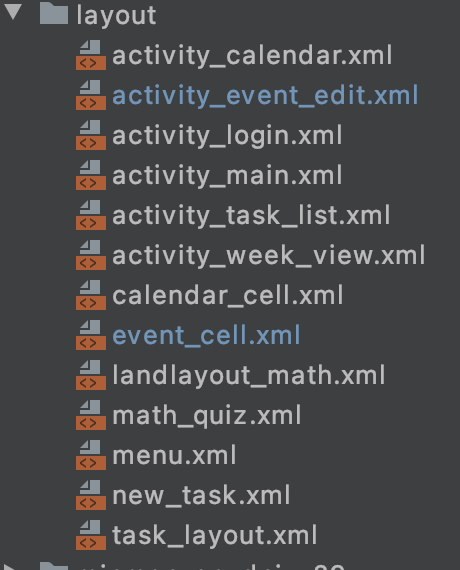 layout
activity_calendar.xml
activity_event_edit.xml
activity_login.xml
activity_main.xml
activity_task_list.xml
activity_week_view.xml
calendar_cell.xml
event_cell.xml
landlayout_math.xml
math_quiz.xml
menu.xml
new_task.xml
task_layout.xml